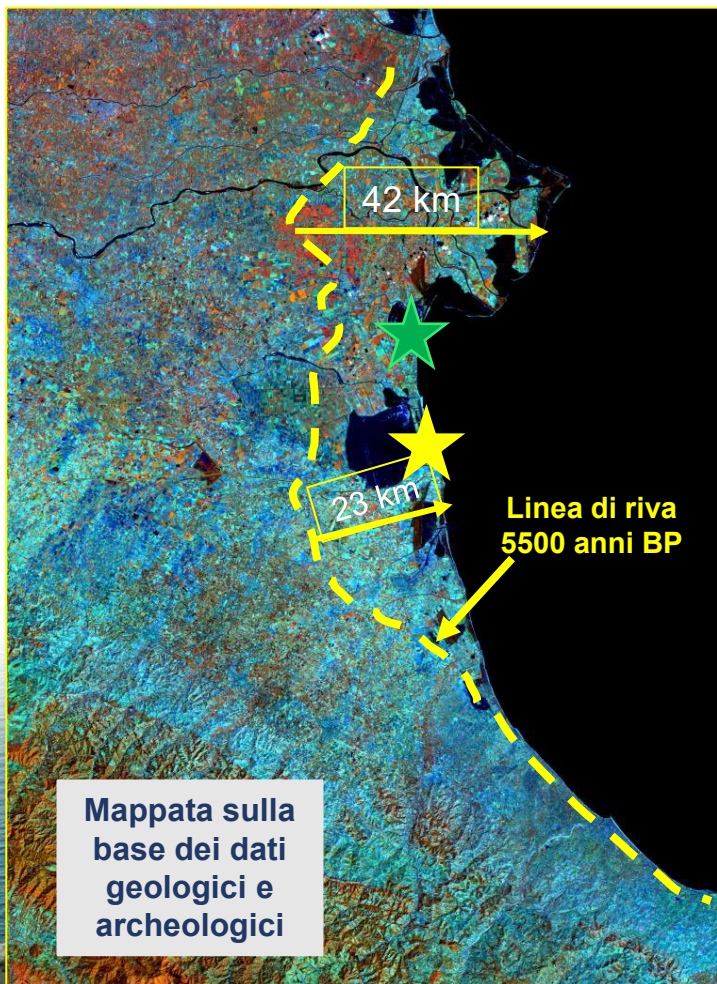 42 km
23 km
Linea di riva
5500 anni BP
Mappata sulla
base dei dati
geologici e
archeologici